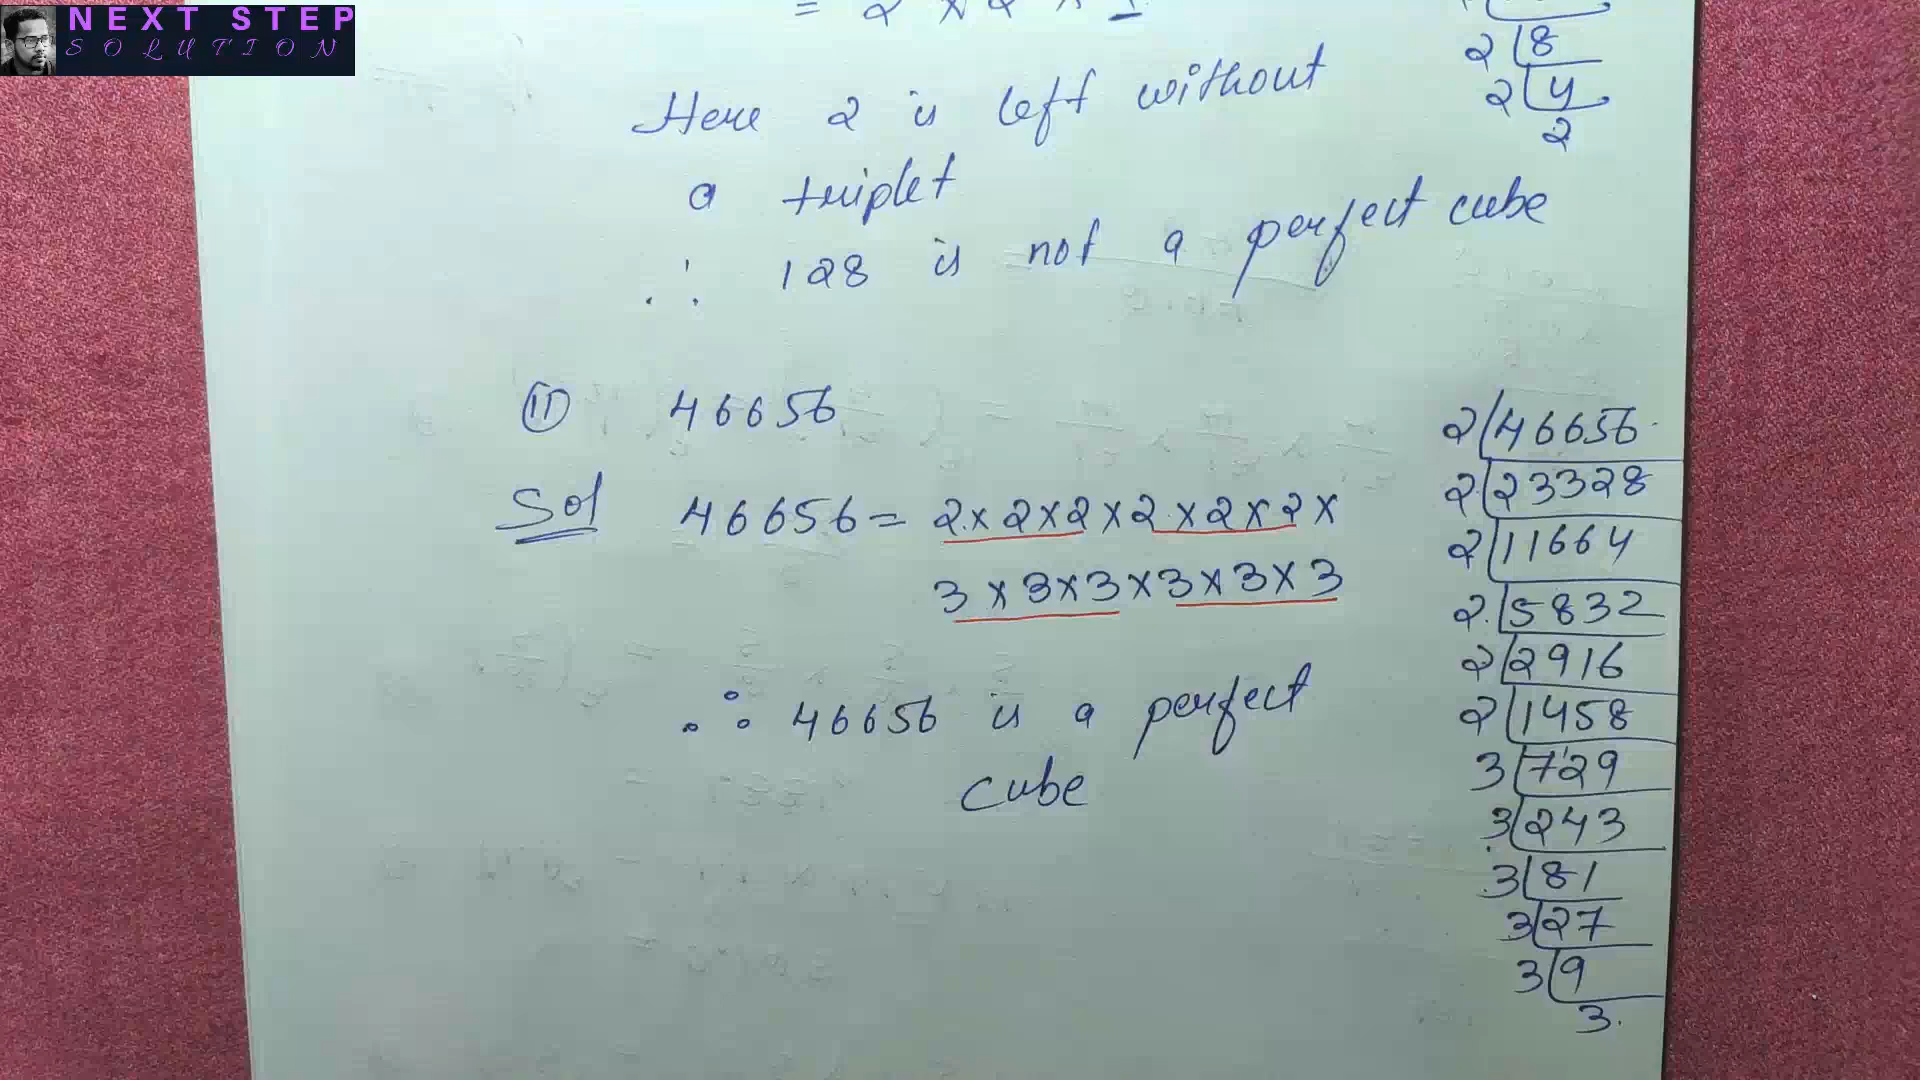 NEXT STEP
SOLUTION
2 8
2 4
2
Here 2 is left without
a triplet
∴ 128 is not a perfect cube
(11) 46656
Sol 46656 = 2 × 2 × 2 × 2 × 2 × 2 ×
3 × 3 × 3 × 3 × 3 × 3
∴ 46656 is a perfect
cube
2 46656
2 23328
2 11664
2 5832
2 2916
2 1458
3 729
3 243
3 81
3 27
3 9
3